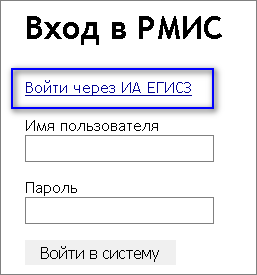 Вход в РМИС
Войти через ИА ЕГИСЗ
Имя пользователя
Пароль
Войти в систему